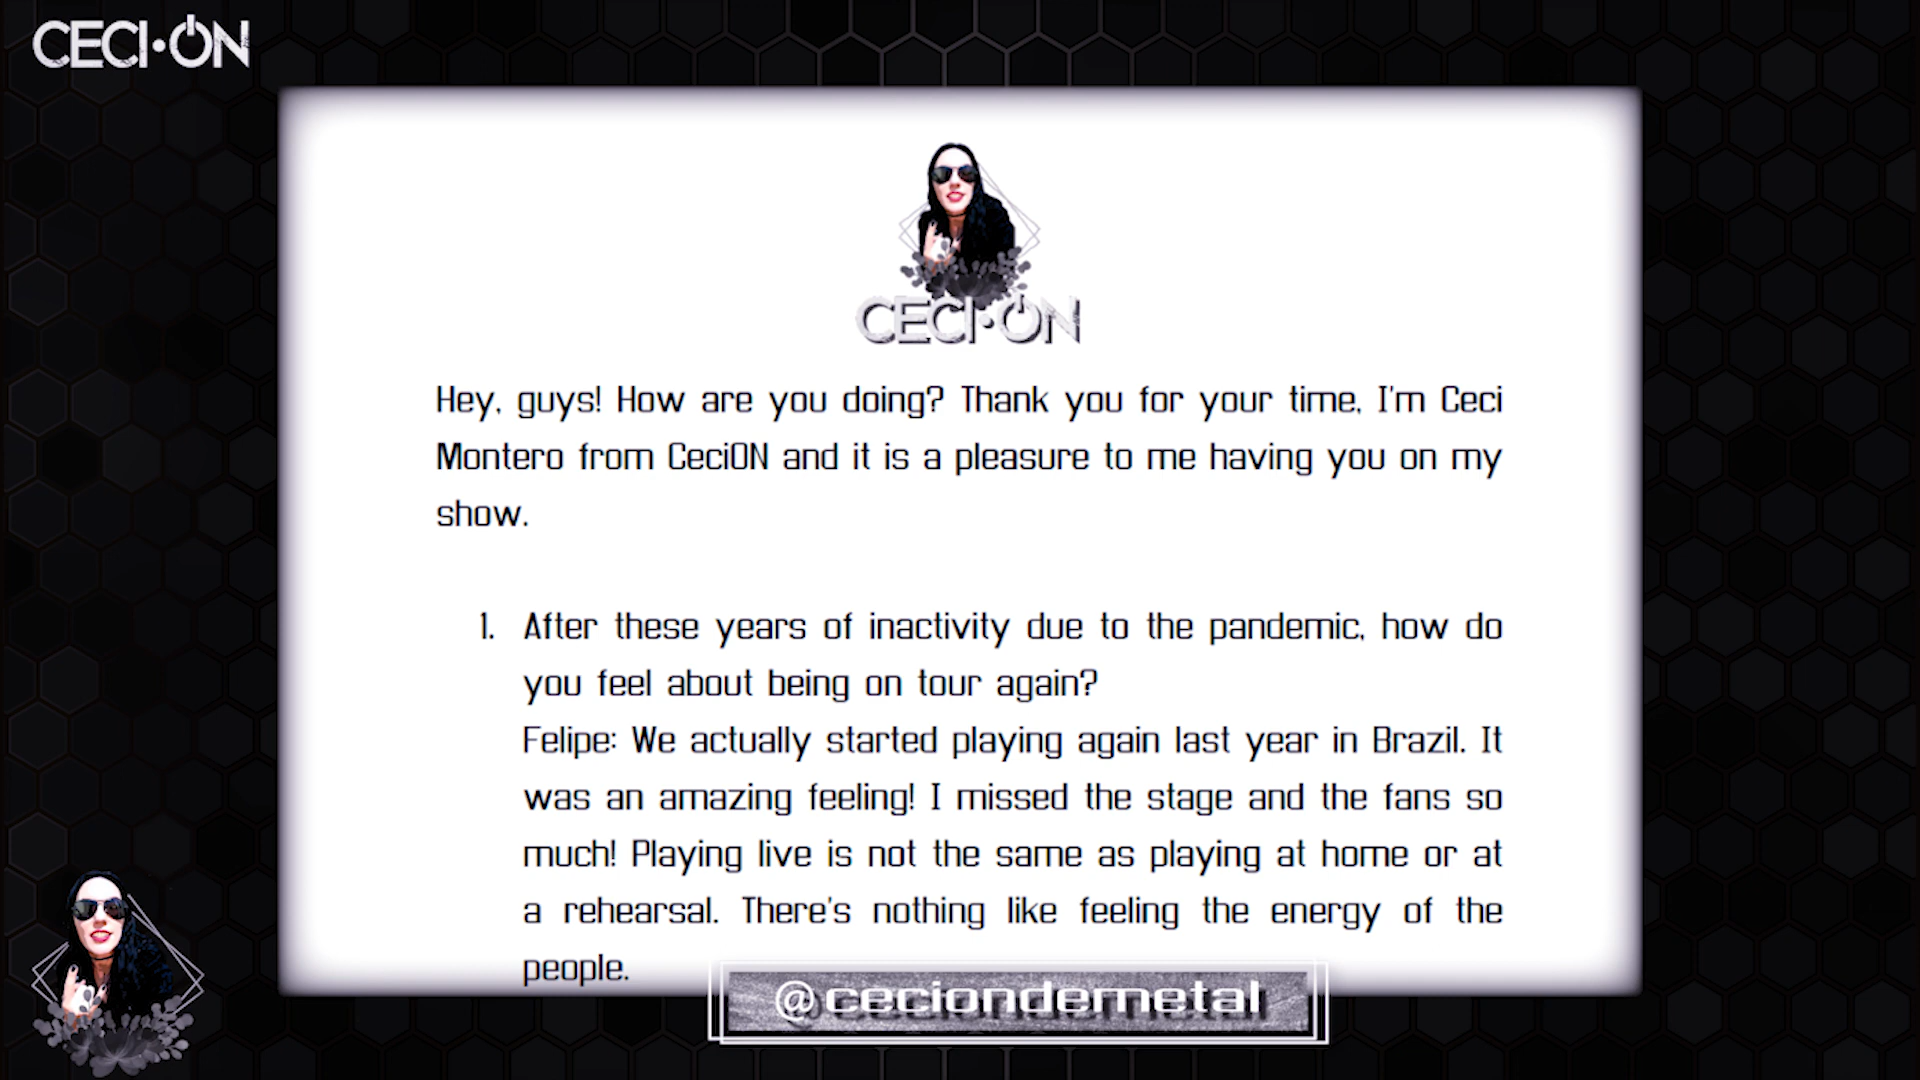 CECI•ON
CECI•ON
Hey, guys! How are you doing? Thank you for your time, I'm Ceci
Montero from CeciON and it is a pleasure to me having you on my
show.
1. After these years of inactivity due to the pandemic, how do
you feel about being on tour again?
Felipe: We actually started playing again last year in Brazil. It
was an amazing feeling! I missed the stage and the fans so
much! Playing live is not the same as playing at home or at
a rehearsal. There's nothing like feeling the energy of the
people.
@ceciondemetal